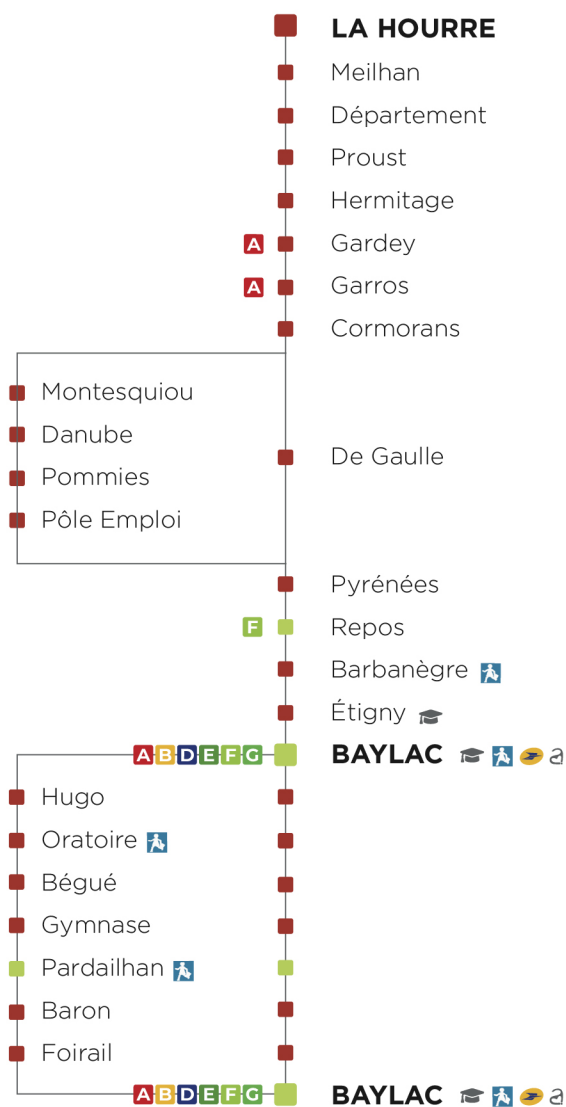 LA HOURRE
Meilhan
Département
Proust
Hermitage
A Gardey
A Garros
Cormorans
Montesquiou
Danube
De Gaulle
Pommies
Pôle Emploi
Pyrénées
F Repos
Barbanègre
Étigny
A B D E F G BAYLAC a
Hugo
Oratoire
Bégué
Gymnase
Pardailhan
Baron
Foirail
A B D E F G BAYLAC a